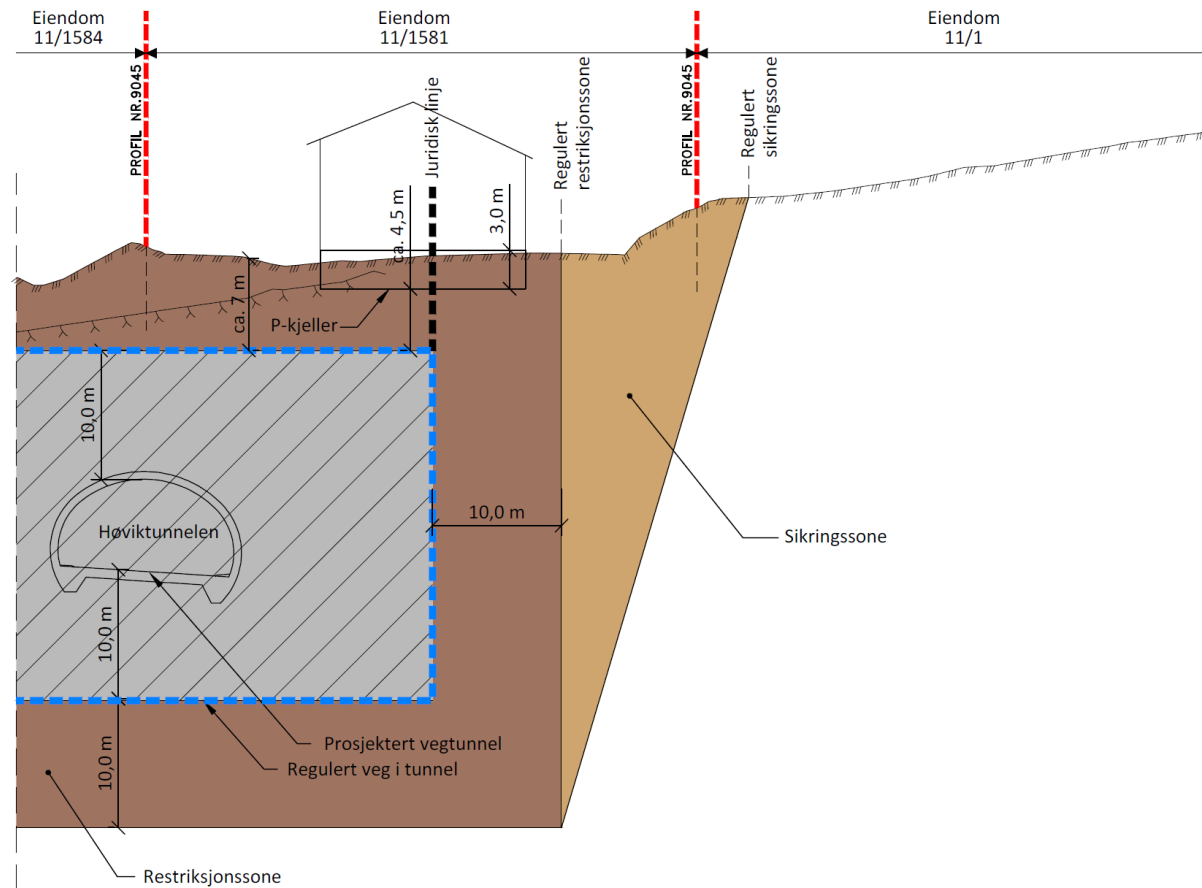 Eiendom
11/1584
Eiendom
11/1581
Eiendom
11/1
PROFIL NR.9045
Juridisk linje
Regulert
restriksjonssone
PROFIL NR.9045
Regulert
sikringssone
ca. 4,5 m
3,0 m
ca. 7 m
P-kjeller
10,0 m
Høviktunnelen
10,0 m
Sikringssone
10,0 m
Prosjektert vegtunnel
Regulert veg i tunnel
10,0 m
Restriksjonssone